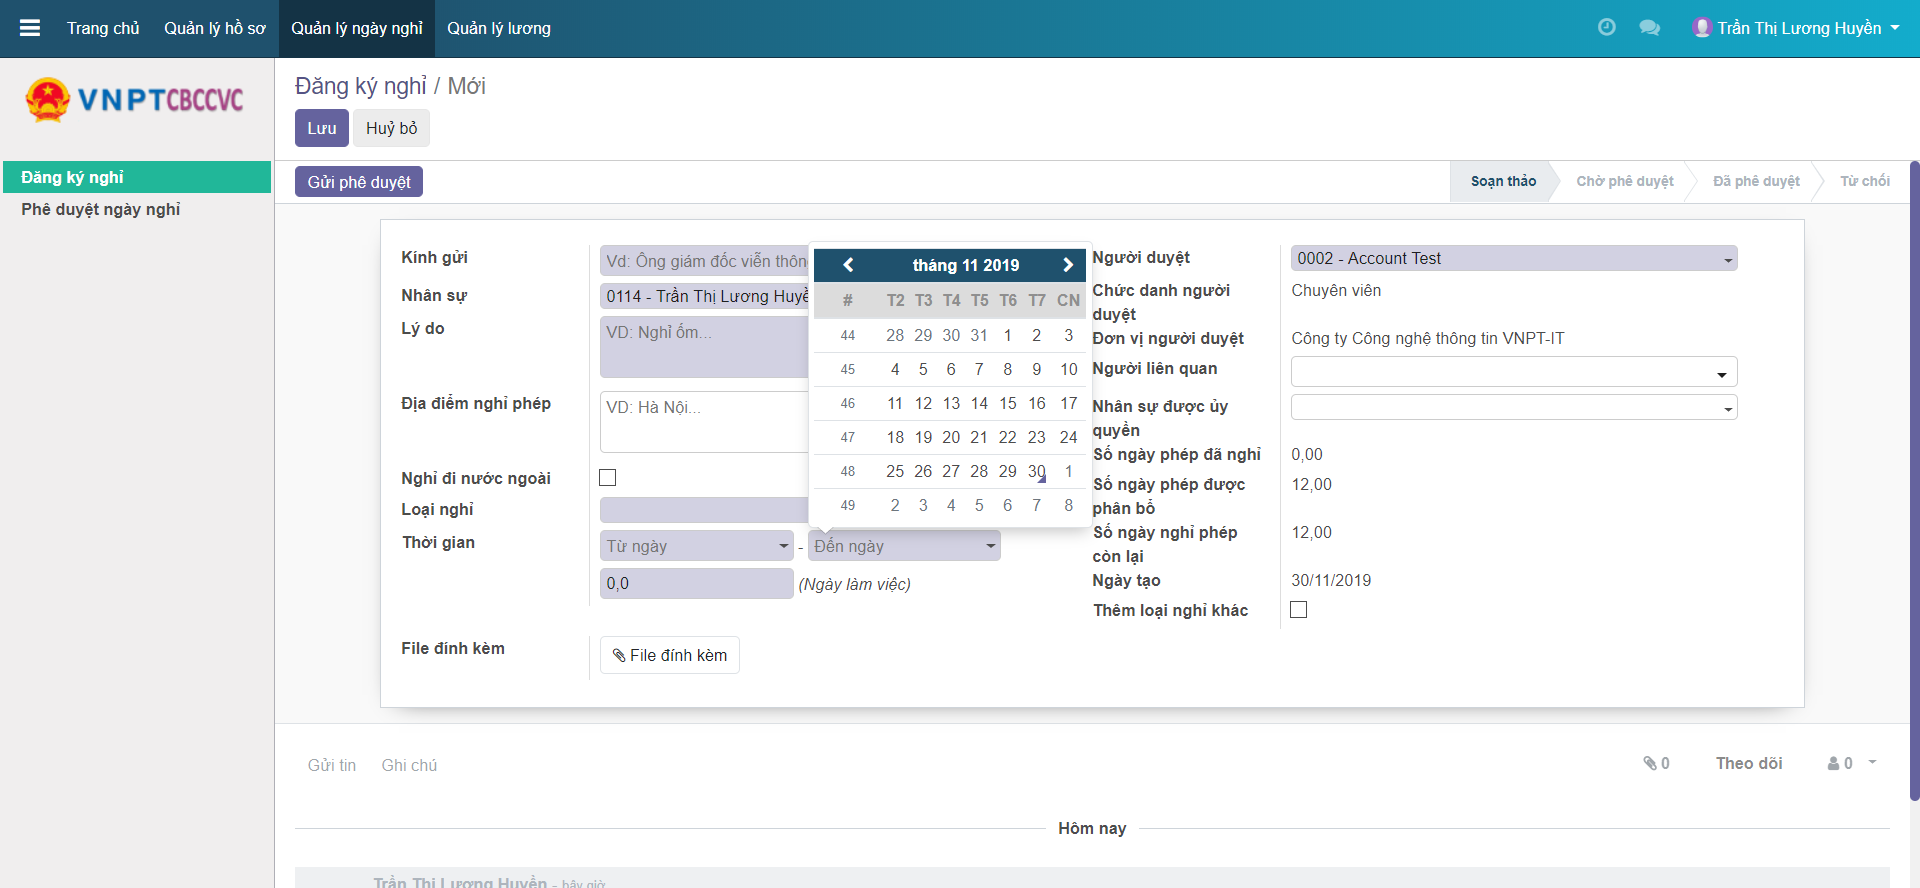 Trang chủ Quản lý hồ sơ Quản lý ngày nghỉ Quản lý lương Trần Thị Lương Huyền
VNPTCBCCVC
Đăng ký nghỉ
Phê duyệt ngày nghỉ
Đăng ký nghỉ / Mới
Lưu Huỷ bỏ
Gửi phê duyệt
Soạn thảo Chờ phê duyệt Đã phê duyệt Từ chối
Kính gửi Vd: Ông giám đốc viễn thôn
Nhân sự 0114 - Trần Thị Lương Huyề
Lý do VD: Nghỉ ốm...
Địa điểm nghỉ phép VD: Hà Nội...
Nghỉ đi nước ngoài
Loại nghỉ
Thời gian Từ ngày - Đến ngày
0,0 (Ngày làm việc)
File đính kèm File đính kèm
tháng 11 2019
# T2 T3 T4 T5 T6 T7 CN
44 28 29 30 31 1 2 3
45 4 5 6 7 8 9 10
46 11 12 13 14 15 16 17
47 18 19 20 21 22 23 24
48 25 26 27 28 29 30 1
49 2 3 4 5 6 7 8
Người duyệt 0002 - Account Test
Chức danh người
duyệt
Chuyên viên
Đơn vị người duyệt Công ty Công nghệ thông tin VNPT-IT
Người liên quan
Nhân sự được ủy
quyền
Số ngày phép đã nghỉ 0,00
Số ngày phép được
phân bổ
12,00
Số ngày nghỉ phép
còn lại
12,00
Ngày tạo 30/11/2019
Thêm loại nghỉ khác
Gửi tin Ghi chú 0 Theo dõi 0
Hôm nay
Trần Thị Lương Huyền - bây giờ